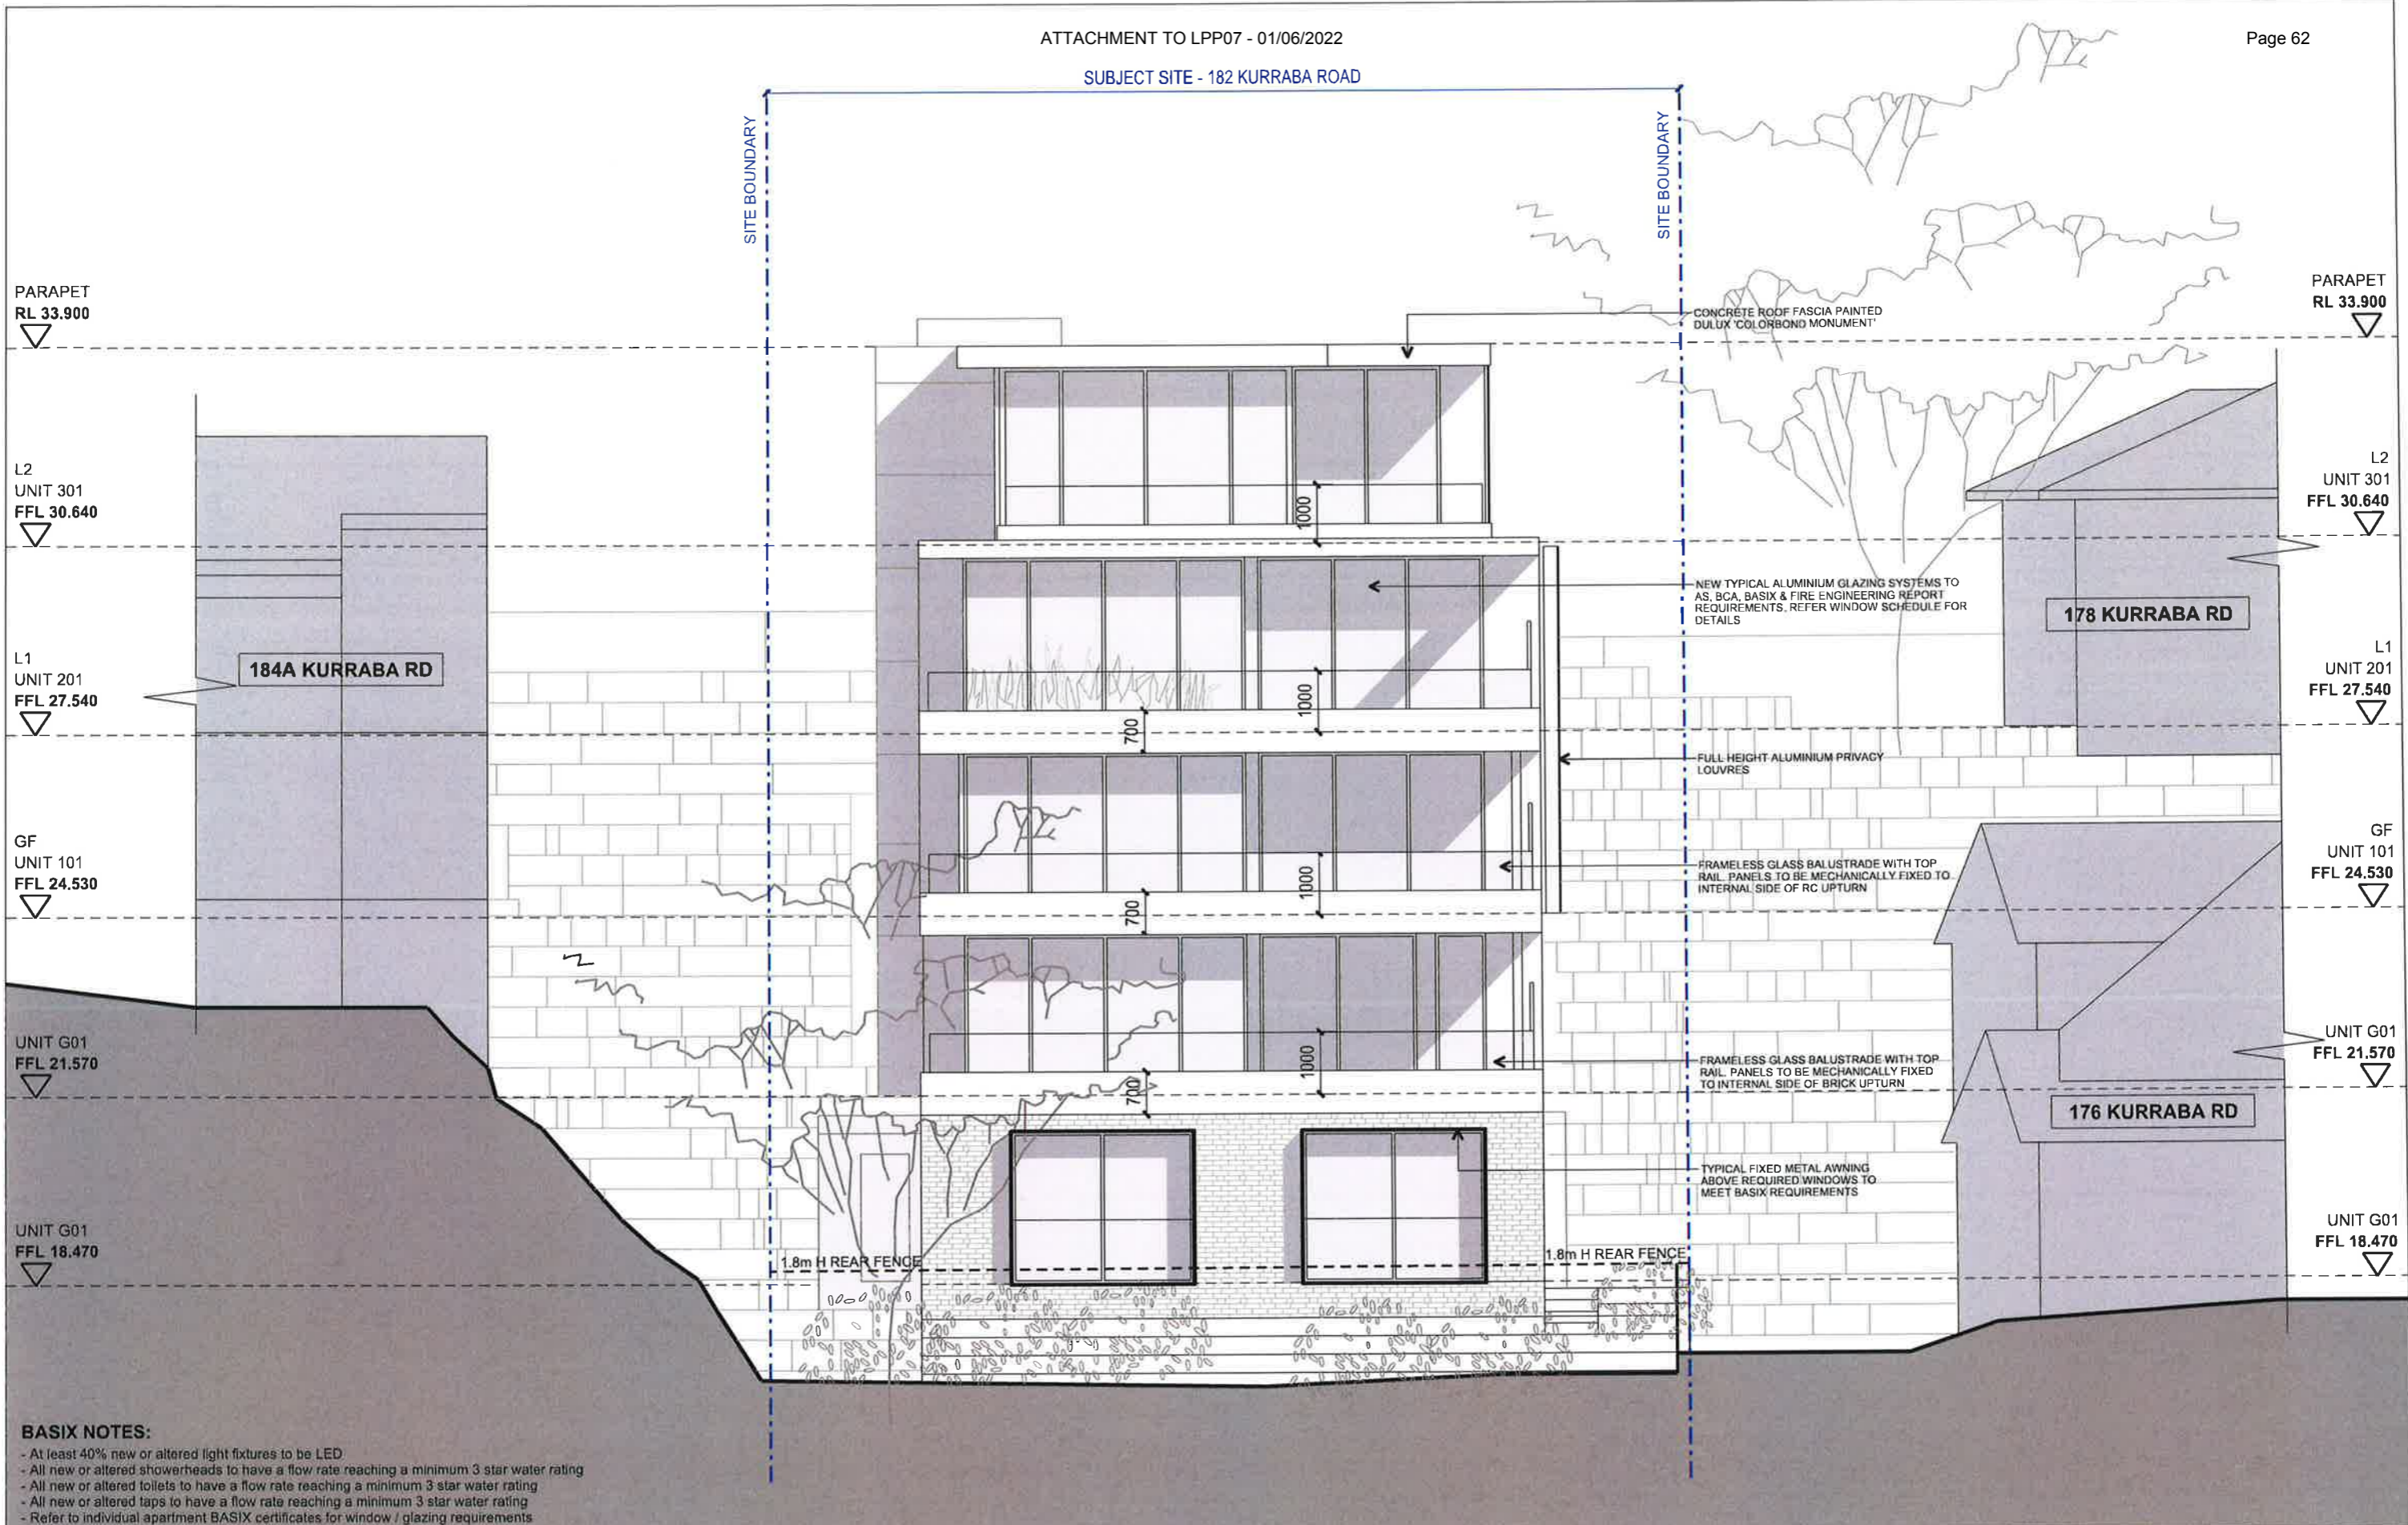 ATTACHMENT TO LPP07 - 01/06/2022
Page 62
SUBJECT SITE - 182 KURRABA ROAD
SITE BOUNDARY
SITE BOUNDARY
PARAPET
RL 33.900
L2
UNIT 301
FFL 30.640
L1
UNIT 201
FFL 27.540
GF
UNIT 101
FFL 24.530
UNIT G01
FFL 21.570
UNIT G01
FFL 18.470
184A KURRABA RD
1000
700
1000
700
1000
700
1000
1.8m H REAR FENCE
1.8m H REAR FENCE
CONCRETE ROOF FASCIA PAINTED
DULUX 'COLORBOND MONUMENT'
NEW TYPICAL ALUMINIUM GLAZING SYSTEMS TO
AS, BCA, BASIX & FIRE ENGINEERING REPORT
REQUIREMENTS. REFER WINDOW SCHEDULE FOR
DETAILS
FULL HEIGHT ALUMINIUM PRIVACY
LOUVRES
FRAMELESS GLASS BALUSTRADE WITH TOP
RAIL. PANELS TO BE MECHANICALLY FIXED TO
INTERNAL SIDE OF RC UPTURN
FRAMELESS GLASS BALUSTRADE WITH TOP
RAIL. PANELS TO BE MECHANICALLY FIXED
TO INTERNAL SIDE OF BRICK UPTURN
TYPICAL FIXED METAL AWNING
ABOVE REQUIRED WINDOWS TO
MEET BASIX REQUIREMENTS
178 KURRABA RD
176 KURRABA RD
PARAPET
RL 33.900
L2
UNIT 301
FFL 30.640
L1
UNIT 201
FFL 27.540
GF
UNIT 101
FFL 24.530
UNIT G01
FFL 21.570
UNIT G01
FFL 18.470
BASIX NOTES:
- At least 40% new or altered light fixtures to be LED
- All new or altered showerheads to have a flow rate reaching a minimum 3 star water rating
- All new or altered toilets to have a flow rate reaching a minimum 3 star water rating
- All new or altered taps to have a flow rate reaching a minimum 3 star water rating
- Refer to individual apartment BASIX certificates for window / glazing requirements